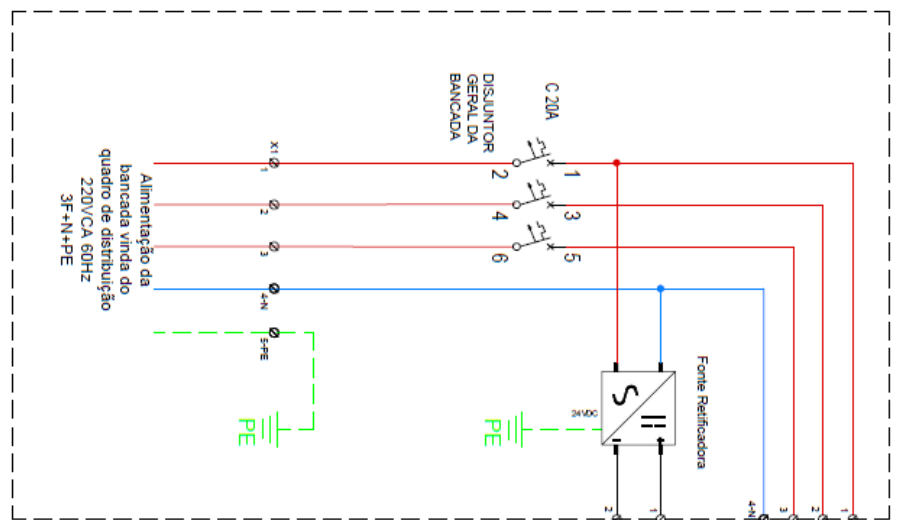 C 20A
DISJUNTOR
GERAL DA
BANCADA
X1
1
2
3
4-N
5-PE
Alimentação da
bancada vinda do
quadro de distribuição
220VCA 60Hz
3F+N+PE
2
1
4
3
6
5
PE
PE
24VDC
Fonte Retificadora
2
1
4-N
3
2
1